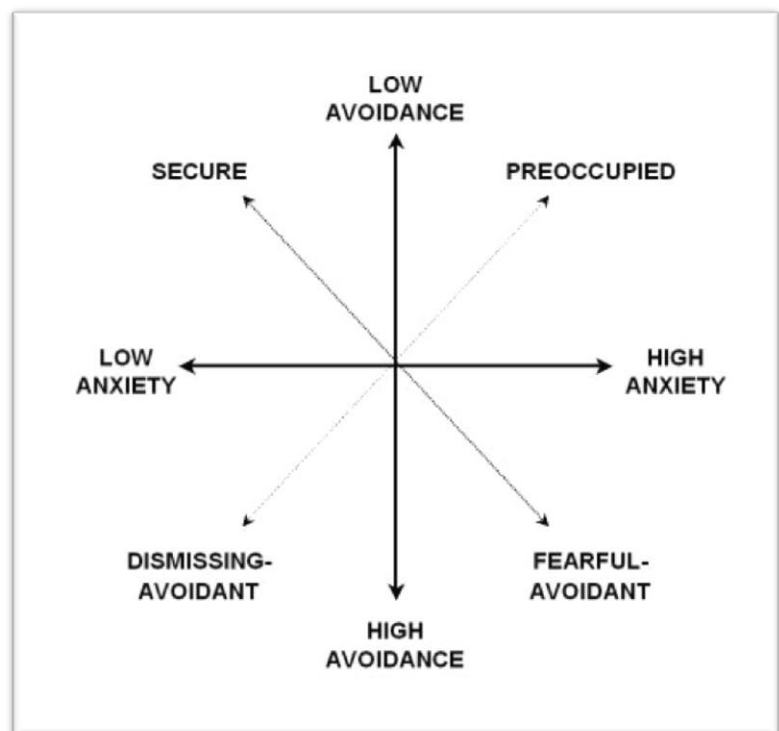 LOW
AVOIDANCE
SECURE
PREOCCUPIED
LOW
ANXIETY
HIGH
ANXIETY
DISMISSING-
AVOIDANT
FEARFUL-
AVOIDANT
HIGH
AVOIDANCE